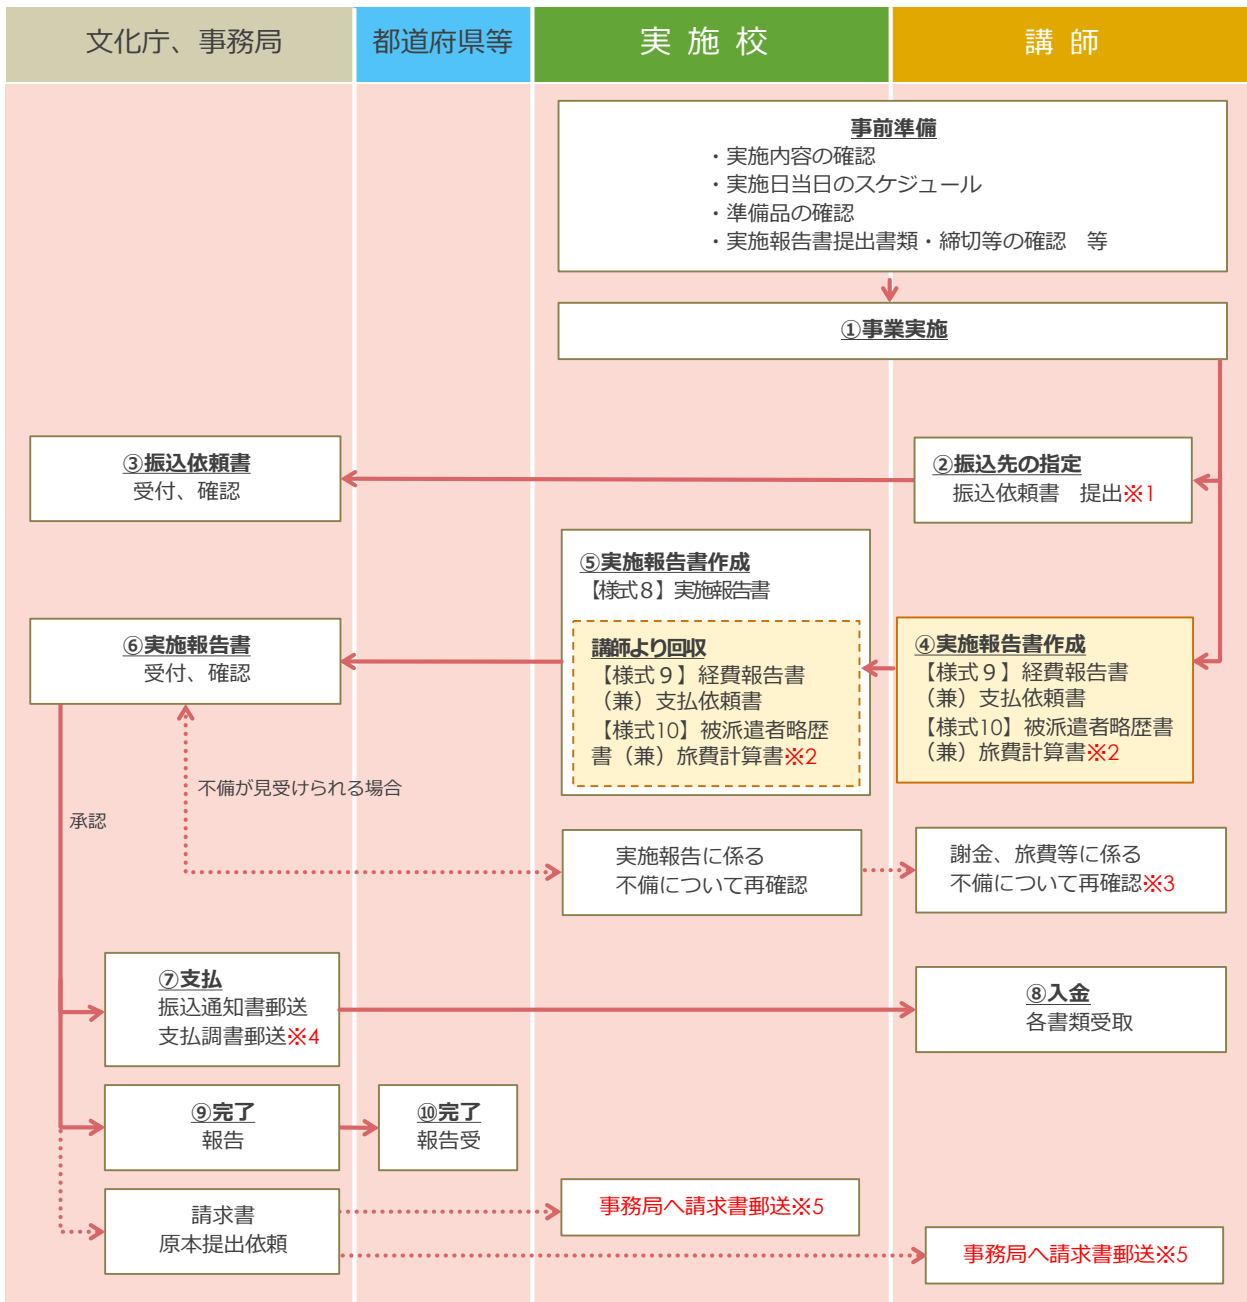 文化庁、事務局
都道府県等
実 施 校
講 師
事前準備
・実施内容の確認
・実施日当日のスケジュール
・準備品の確認
・実施報告書提出書類・締切等の確認　等
①事業実施
③振込依頼書
受付、確認
②振込先の指定
振込依頼書　提出※1
⑤実施報告書作成
【様式８】実施報告書
講師より回収
【様式９】経費報告書
（兼）支払依頼書
【様式10】被派遣者略歴
書（兼）旅費計算書※2
④実施報告書作成
【様式９】経費報告書
（兼）支払依頼書
【様式10】被派遣者略歴書
（兼）旅費計算書※2
⑥実施報告書
受付、確認
不備が見受けられる場合
承認
実施報告に係る
不備について再確認
謝金、旅費等に係る
不備について再確認※3
⑦支払
振込通知書郵送
支払調書郵送※4
⑧入金
各書類受取
⑨完了
報告
⑩完了
報告受
請求書
原本提出依頼
事務局へ請求書郵送※5
事務局へ請求書郵送※5